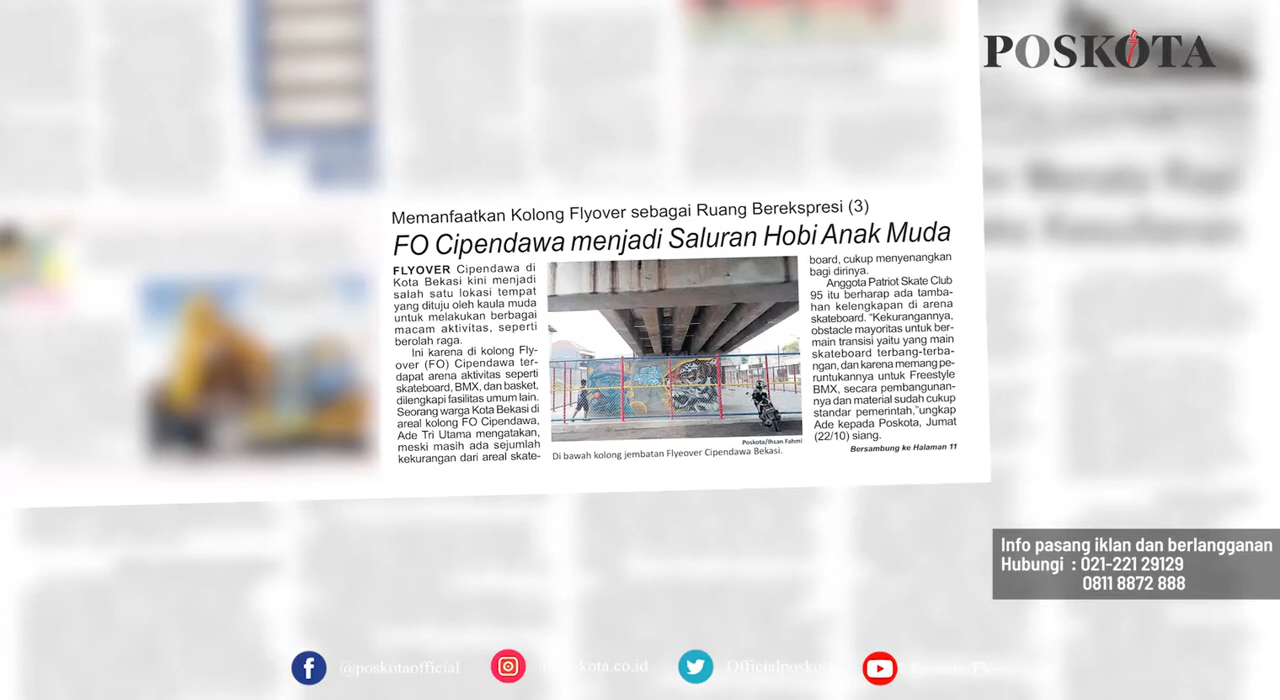 POSKOTA
Memanfaatkan Kolong Flyover sebagai Ruang Berekspresi (3)
FO Cipendawa menjadi Saluran Hobi Anak Muda
FLYOVER Cipendawa di
Kota Bekasi kini menjadi
salah satu lokasi tempat
yang dituju oleh kaula muda
untuk melakukan berbagai
macam aktivitas, seperti
berolah raga.
Ini karena di kolong Fly-
over (FO) Cipendawa ter-
dapat arena aktivitas seperti
skateboard, BMX, dan basket,
dilengkapi fasilitas umum lain.
Seorang warga Kota Bekasi di
areal kolong FO Cipendawa,
Ade Tri Utama mengatakan,
meski masih ada sejumlah
kekurangan dari areal skate-
Poskota/Ihsan Fahmi
Di bawah kolong jembatan Flyeover Cipendawa Bekasi.
board, cukup menyenangkan
bagi dirinya.
Anggota Patriot Skate Club
95 itu berharap ada tamba-
han kelengkapan di arena
skateboard. "Kekurangannya,
obstacle mayoritas untuk ber-
main transisi yaitu yang main
skateboard terbang-terba-
ngan, dan karena memang pe-
runtukannya untuk Freestyle
BMX, secara pembangunan-
nya dan material sudah cukup
standar pemerintah,"ungkap
Ade kepada Poskota, Jumat
(22/10) siang.
Bersambung ke Halaman 11
Info pasang iklan dan berlangganan
Hubungi : 021-221 29129
0811 8872 888
@poskotaofficial